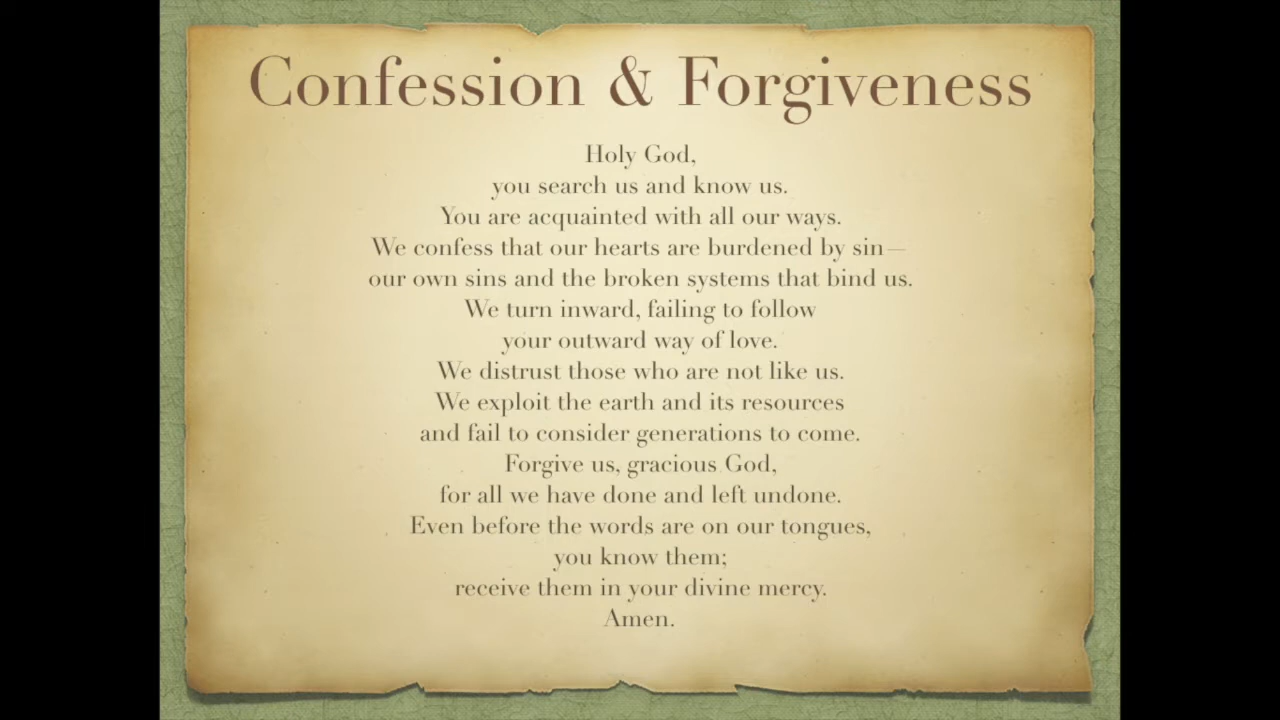 Confession & Forgiveness
Holy God,
you search us and know us.
You are acquainted with all our ways.
We confess that our hearts are burdened by sin—
our own sins and the broken systems that bind us.
We turn inward, failing to follow
your outward way of love.
We distrust those who are not like us.
We exploit the earth and its resources
and fail to consider generations to come.
Forgive us, gracious God,
for all we have done and left undone.
Even before the words are on our tongues,
you know them;
receive them in your divine mercy.
Amen.